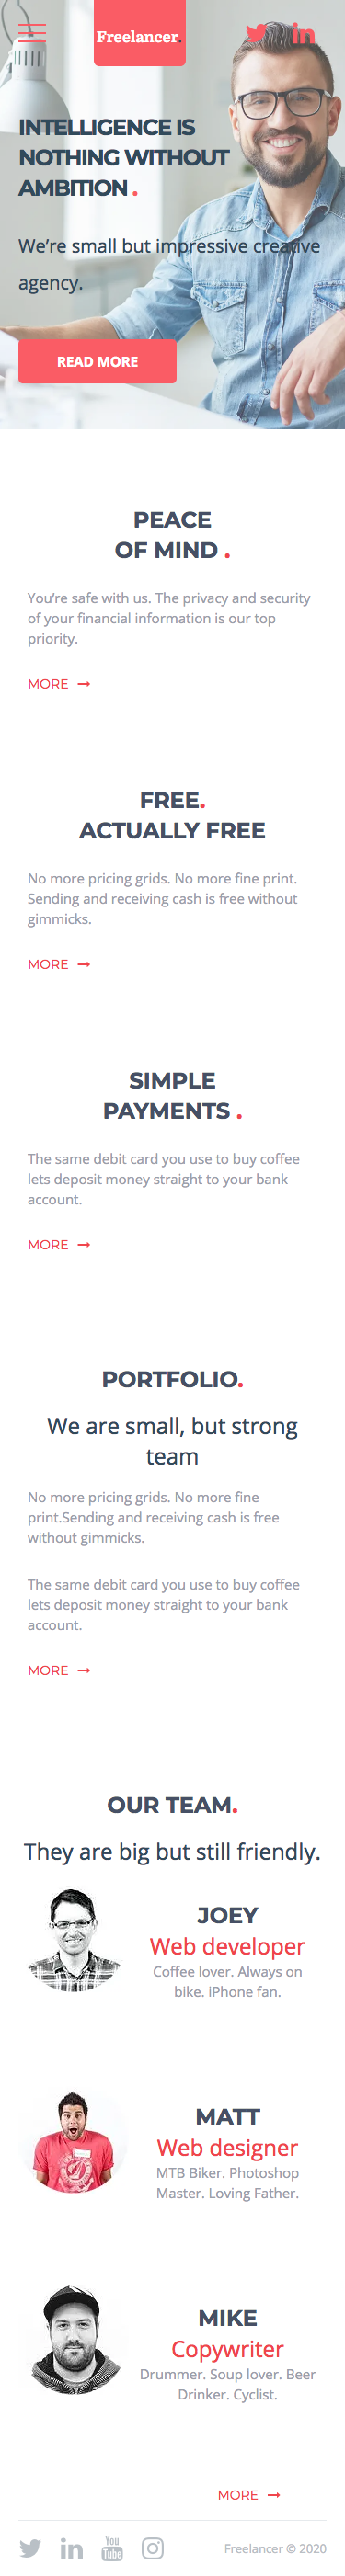 Freelancer.
INTELLIGENCE IS
NOTHING WITHOUT
AMBITION .
We’re small but impressive creative
agency.
READ MORE
PEACE
OF MIND .
You’re safe with us. The privacy and security
of your financial information is our top
priority.
MORE
FREE.
ACTUALLY FREE
No more pricing grids. No more fine print.
Sending and receiving cash is free without
gimmicks.
MORE
SIMPLE
PAYMENTS .
The same debit card you use to buy coffee
lets deposit money straight to your bank
account.
MORE
PORTFOLIO.
We are small, but strong
team
No more pricing grids. No more fine
print.Sending and receiving cash is free
without gimmicks.
The same debit card you use to buy coffee
lets deposit money straight to your bank
account.
MORE
OUR TEAM.
They are big but still friendly.
JOEY
Web developer
Coffee lover. Always on
bike. iPhone fan.
MATT
Web designer
MTB Biker. Photoshop
Master. Loving Father.
MIKE
Copywriter
Drummer. Soup lover. Beer
Drinker. Cyclist.
MORE
You
Tube
Freelancer © 2020